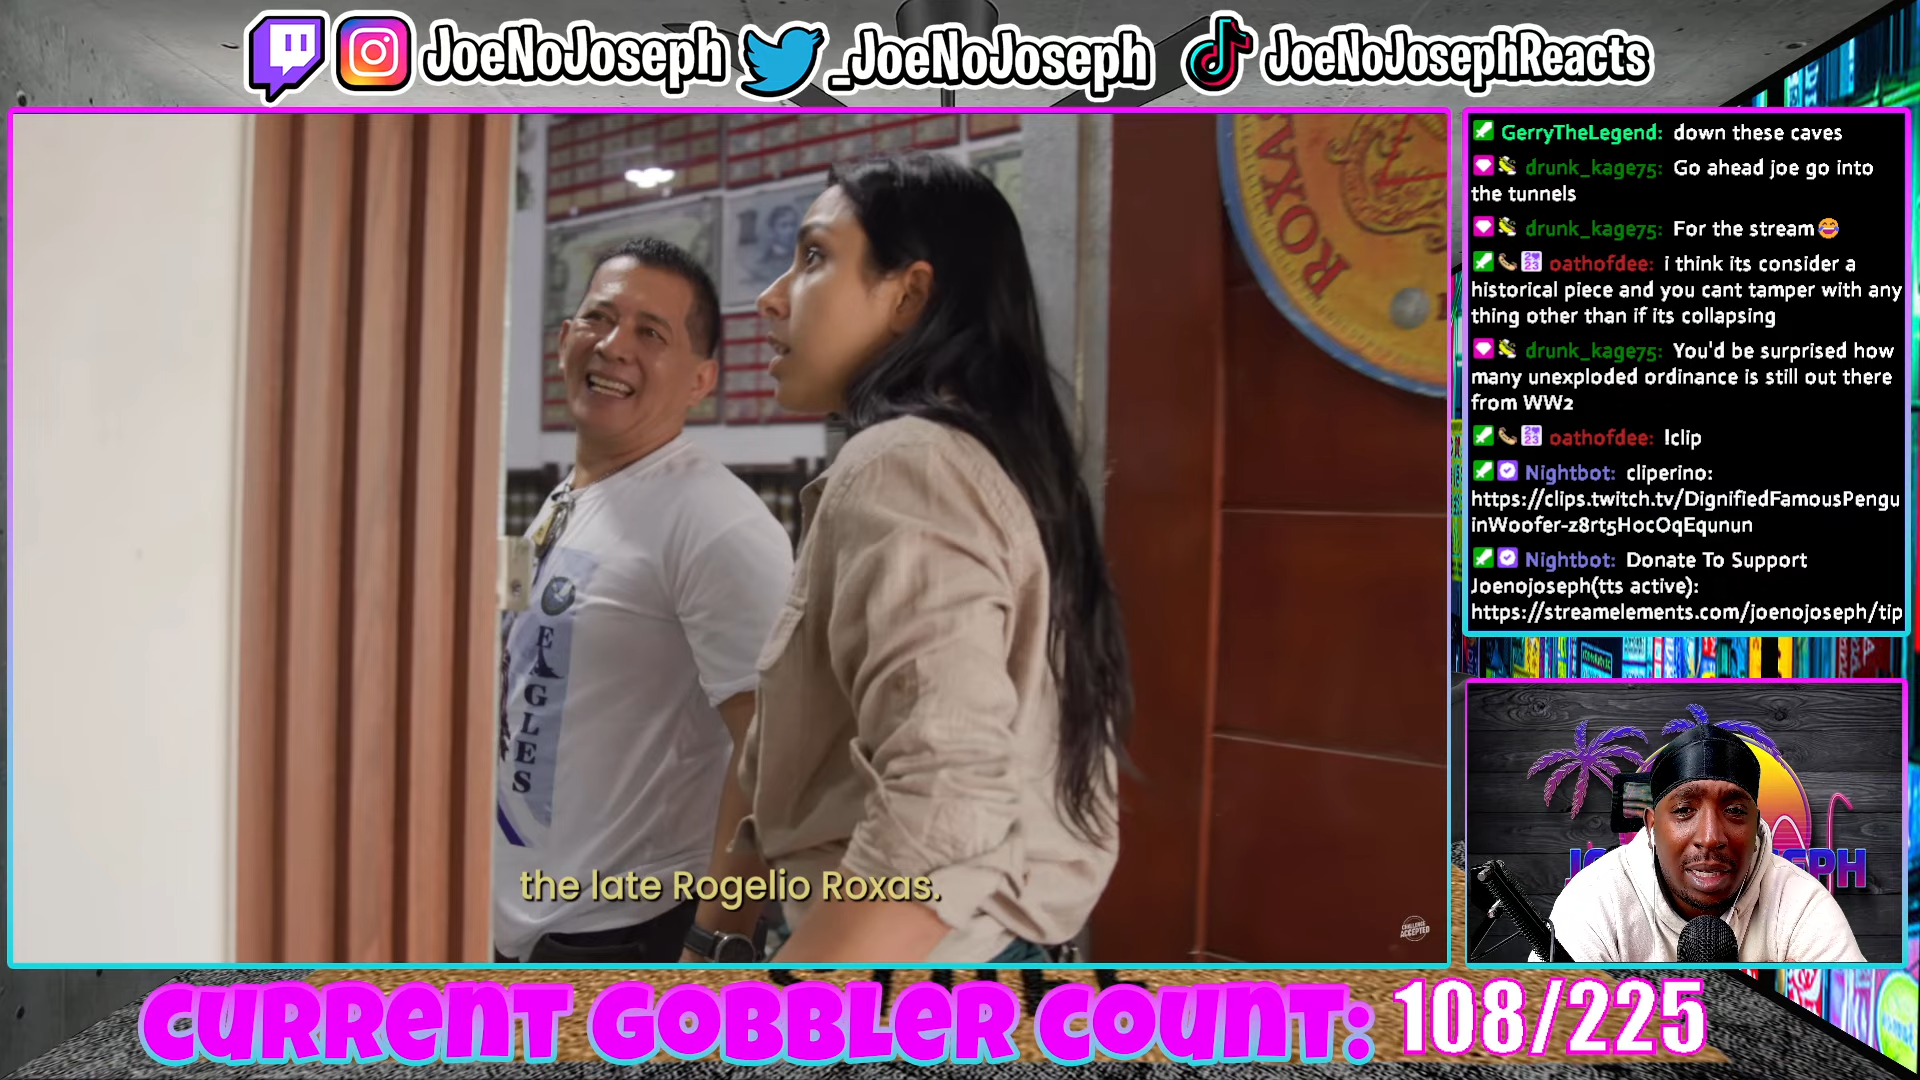 JoeNoJoseph
_JoeNoJoseph
JoeNoJosephReacts
GerryTheLegend: down these caves
drunk_kage75: Go ahead joe go into
the tunnels
drunk_kage75: For the stream😂
oathofdee: i think its consider a
historical piece and you cant tamper with any
thing other than if its collapsing
drunk_kage75: You'd be surprised how
many unexploded ordinance is still out there
from WW2
oathofdee: !clip
Nightbot: cliperino:
https://clips.twitch.tv/DignifiedFamousPengu
inWoofer-z8rt5HocOqEqunun
Nightbot: Donate To Support
Joenojoseph(tts active):
https://streamelements.com/joenojoseph/tip
ROXAS
EAGLES
the late Rogelio Roxas.
CHALLENGE
ACCEPTED
CURRENT GOBBLER COUNT: 108/225